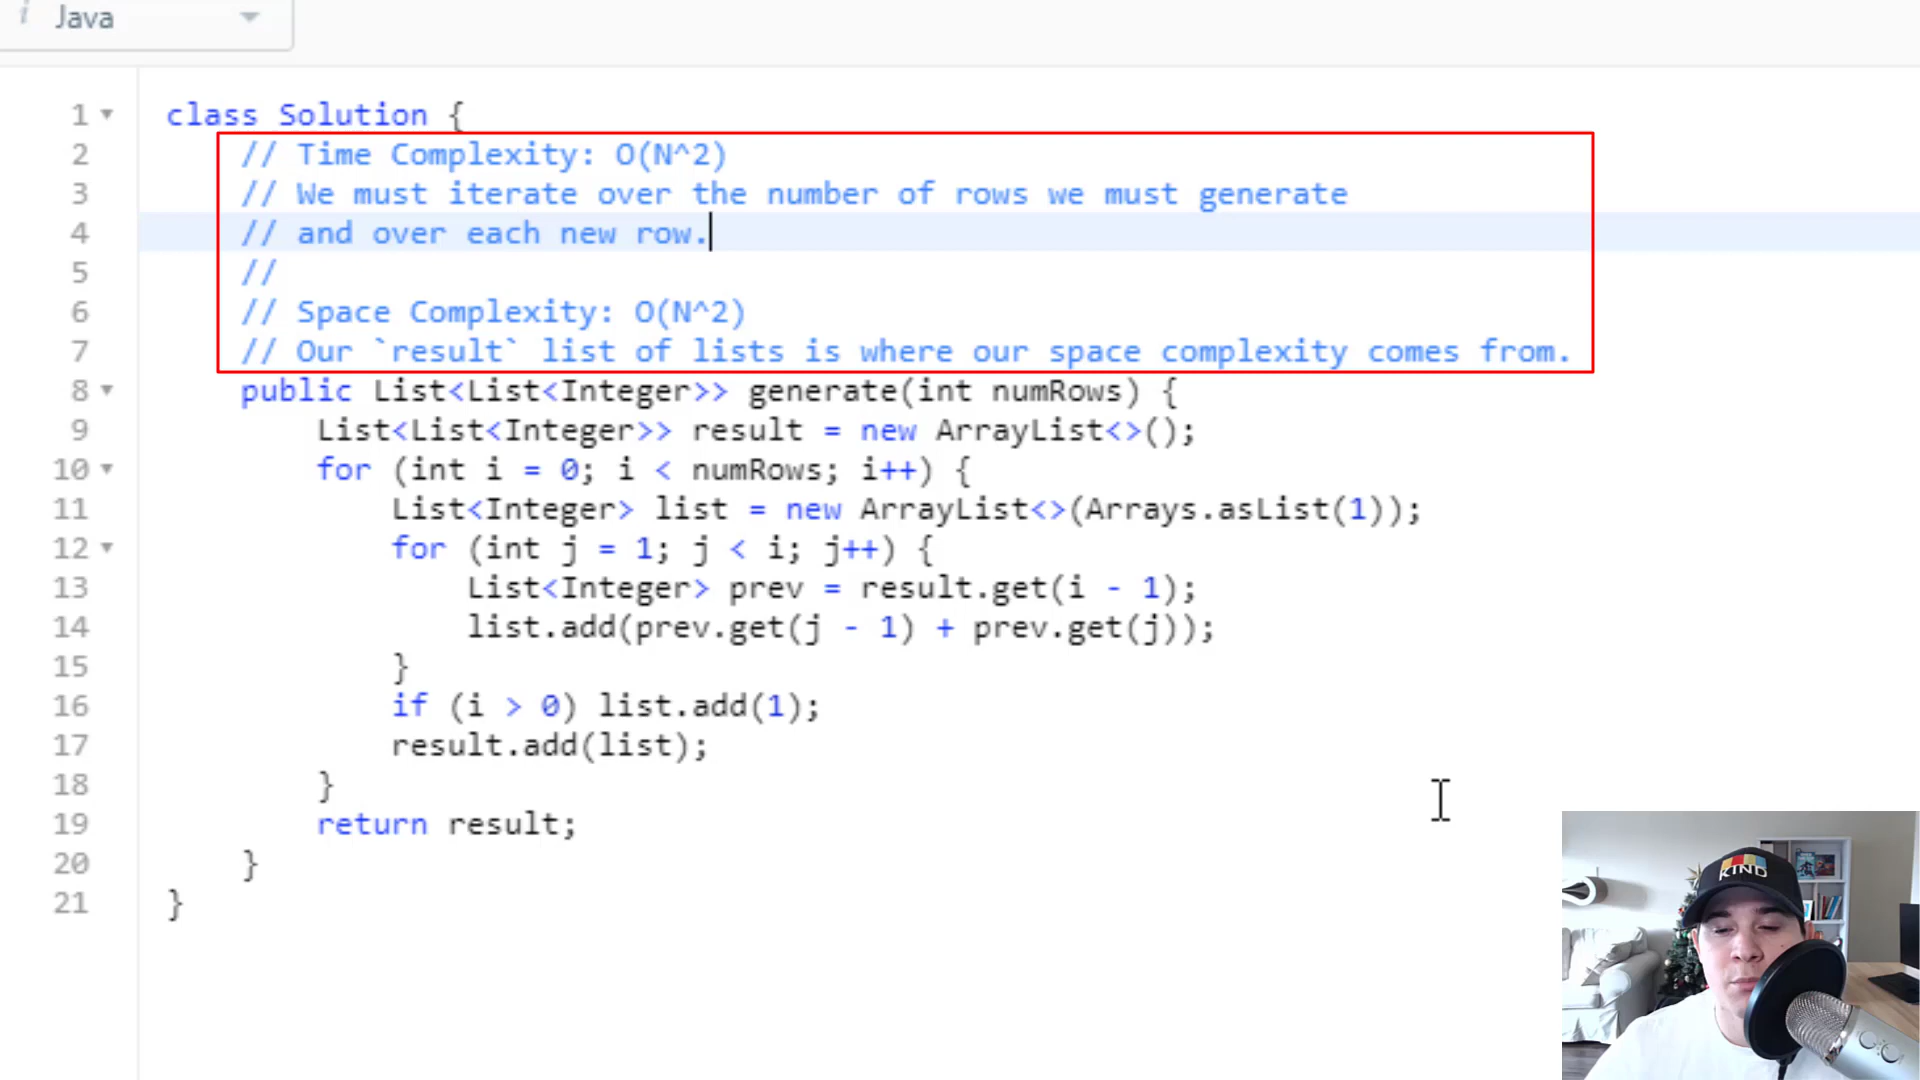 i Java
1 class Solution {
2 // Time Complexity: O(N^2)
3 // We must iterate over the number of rows we must generate
4 // and over each new row.
5 //
6 // Space Complexity: O(N^2)
7 // Our `result` list of lists is where our space complexity comes from.
8 public List<List<Integer>> generate(int numRows) {
9 List<List<Integer>> result = new ArrayList<>();
10 for (int i = 0; i < numRows; i++) {
11 List<Integer> list = new ArrayList<>(Arrays.asList(1));
12 for (int j = 1; j < i; j++) {
13 List<Integer> prev = result.get(i - 1);
14 list.add(prev.get(j - 1) + prev.get(j));
15 }
16 if (i > 0) list.add(1);
17 result.add(list);
18 }
19 return result;
20 }
21 }
KIND